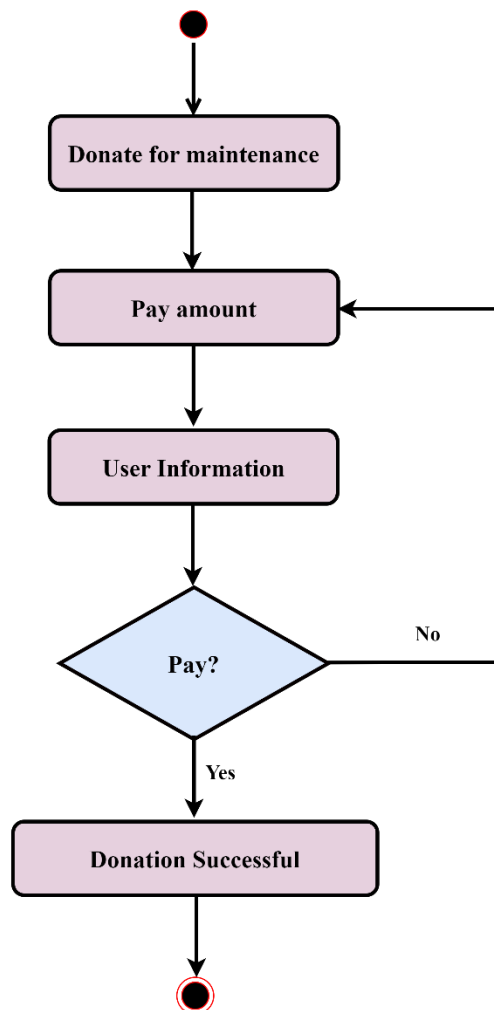 Donate for maintenance
Pay amount
User Information
Pay?
No
Yes
Donation Successful